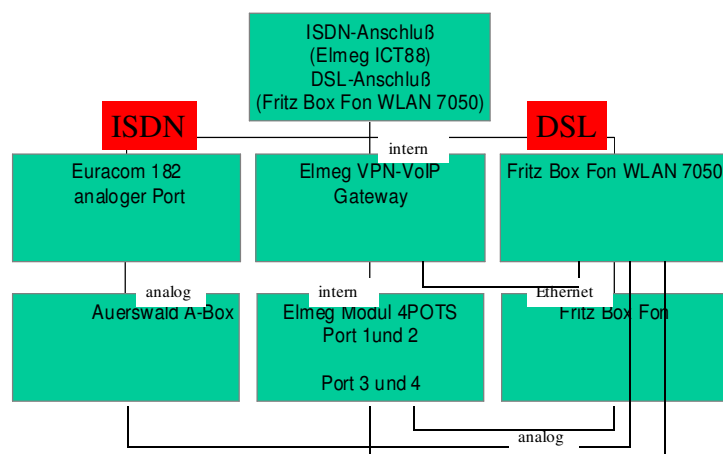 ISDN-Anschluß
(Elmeg ICT88)
DSL-Anschluß
(Fritz Box Fon WLAN 7050)
ISDN
DSL
intern
Euracom 182
analoger Port
Elmeg VPN-VoIP
Gateway
Fritz Box Fon WLAN 7050
analog
intern
Ethernet
Auerswald A-Box
Elmeg Modul 4POTS
Port 1und 2
Port 3 und 4
Fritz Box Fon
analog